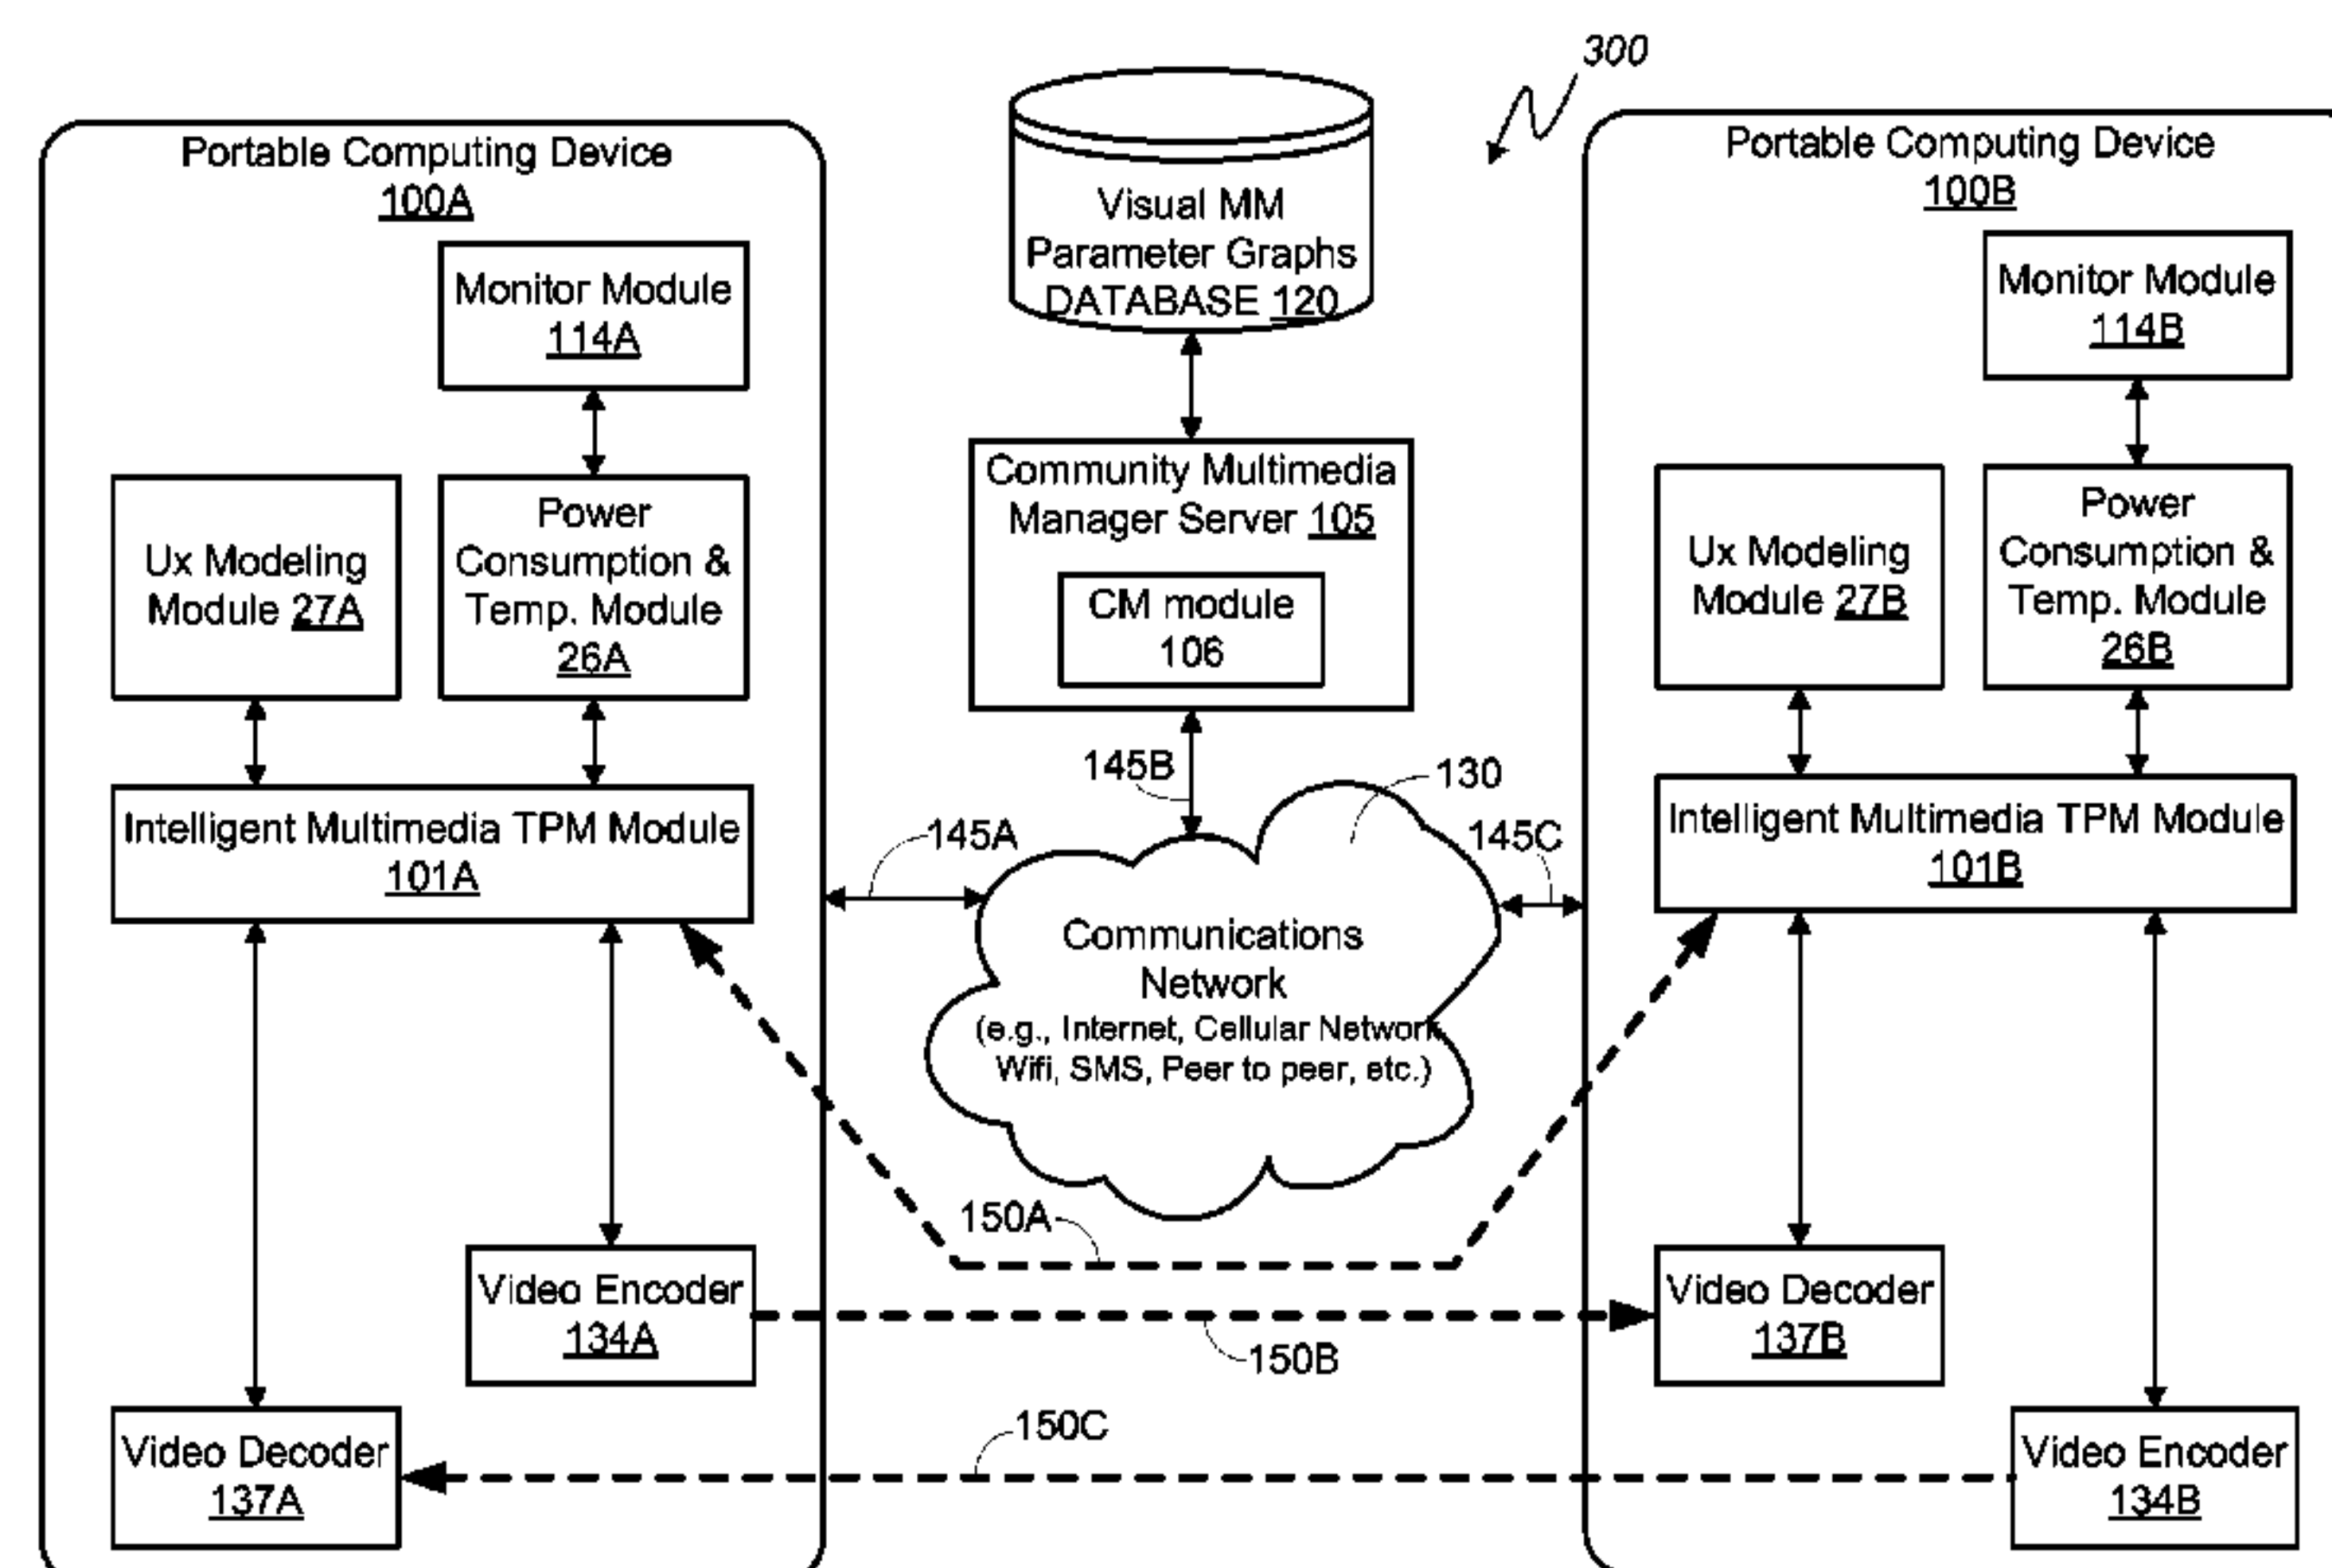 300
Portable Computing Device
100A
Monitor Module
114A
Ux Modeling
Module 27A
Power
Consumption &
Temp. Module
26A
Intelligent Multimedia TPM Module
101A
Video Encoder
134A
Video Decoder
137A
Visual MM
Parameter Graphs
DATABASE 120
Community Multimedia
Manager Server 105
CM module
106
145B
130
145A
145C
Communications
Network
(e.g., Internet, Cellular Network
Wifi, SMS, Peer to peer, etc.)
150A
150B
150C
Portable Computing Device
100B
Monitor Module
114B
Ux Modeling
Module 27B
Power
Consumption &
Temp. Module
26B
Intelligent Multimedia TPM Module
101B
Video Decoder
137B
Video Encoder
134B